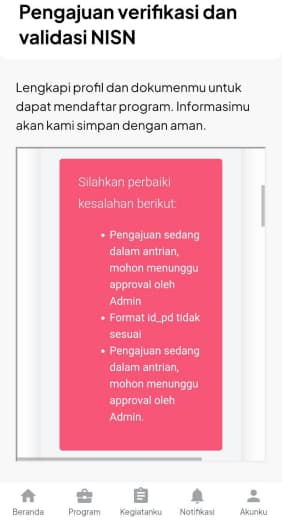 Pengajuan verifikasi dan
validasi NISN
Lengkapi profil dan dokumenmu untuk
dapat mendaftar program. Informasimu
akan kami simpan dengan aman.
Silahkan perbaiki
kesalahan berikut:
• Pengajuan sedang
dalam antrian,
mohon menunggu
approval oleh
Admin
• Format id_pd tidak
sesuai
• Pengajuan sedang
dalam antrian,
mohon menunggu
approval oleh
Admin.
Beranda Program Kegiatanku Notifikasi Akunku